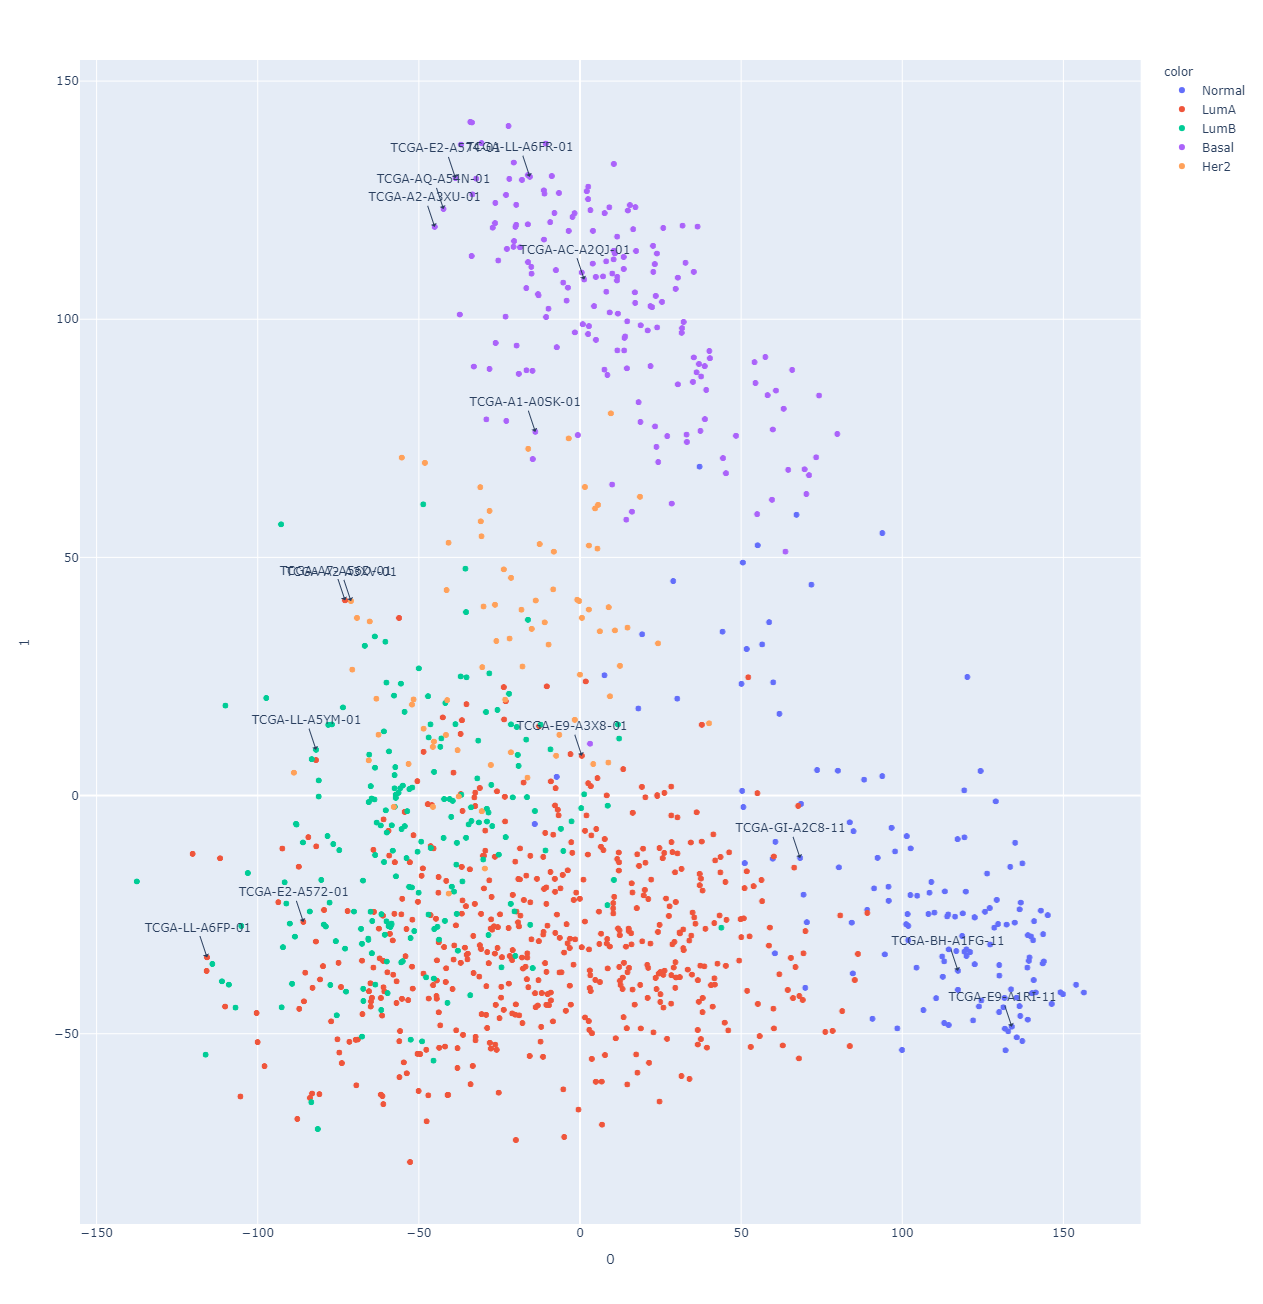 color
Normal
LumA
LumB
Basal
Her2
150
100
50
0
−50
−150
−100
−50
0
50
100
150
0
1
TCGA-LL-A6FR-01
TCGA-AQ-A54N-01
TCGA-A2-A3XU-01
TCGA-AC-A2QJ-01
TCGA-A1-A0SK-01
TCGA-LL-A5YM-01
TCGA-E9-A3X8-01
TCGA-GI-A2C8-11
TCGA-E2-A572-01
TCGA-LL-A6FP-01
TCGA-BH-A1FG-11
TCGA-E9-A1RI-11